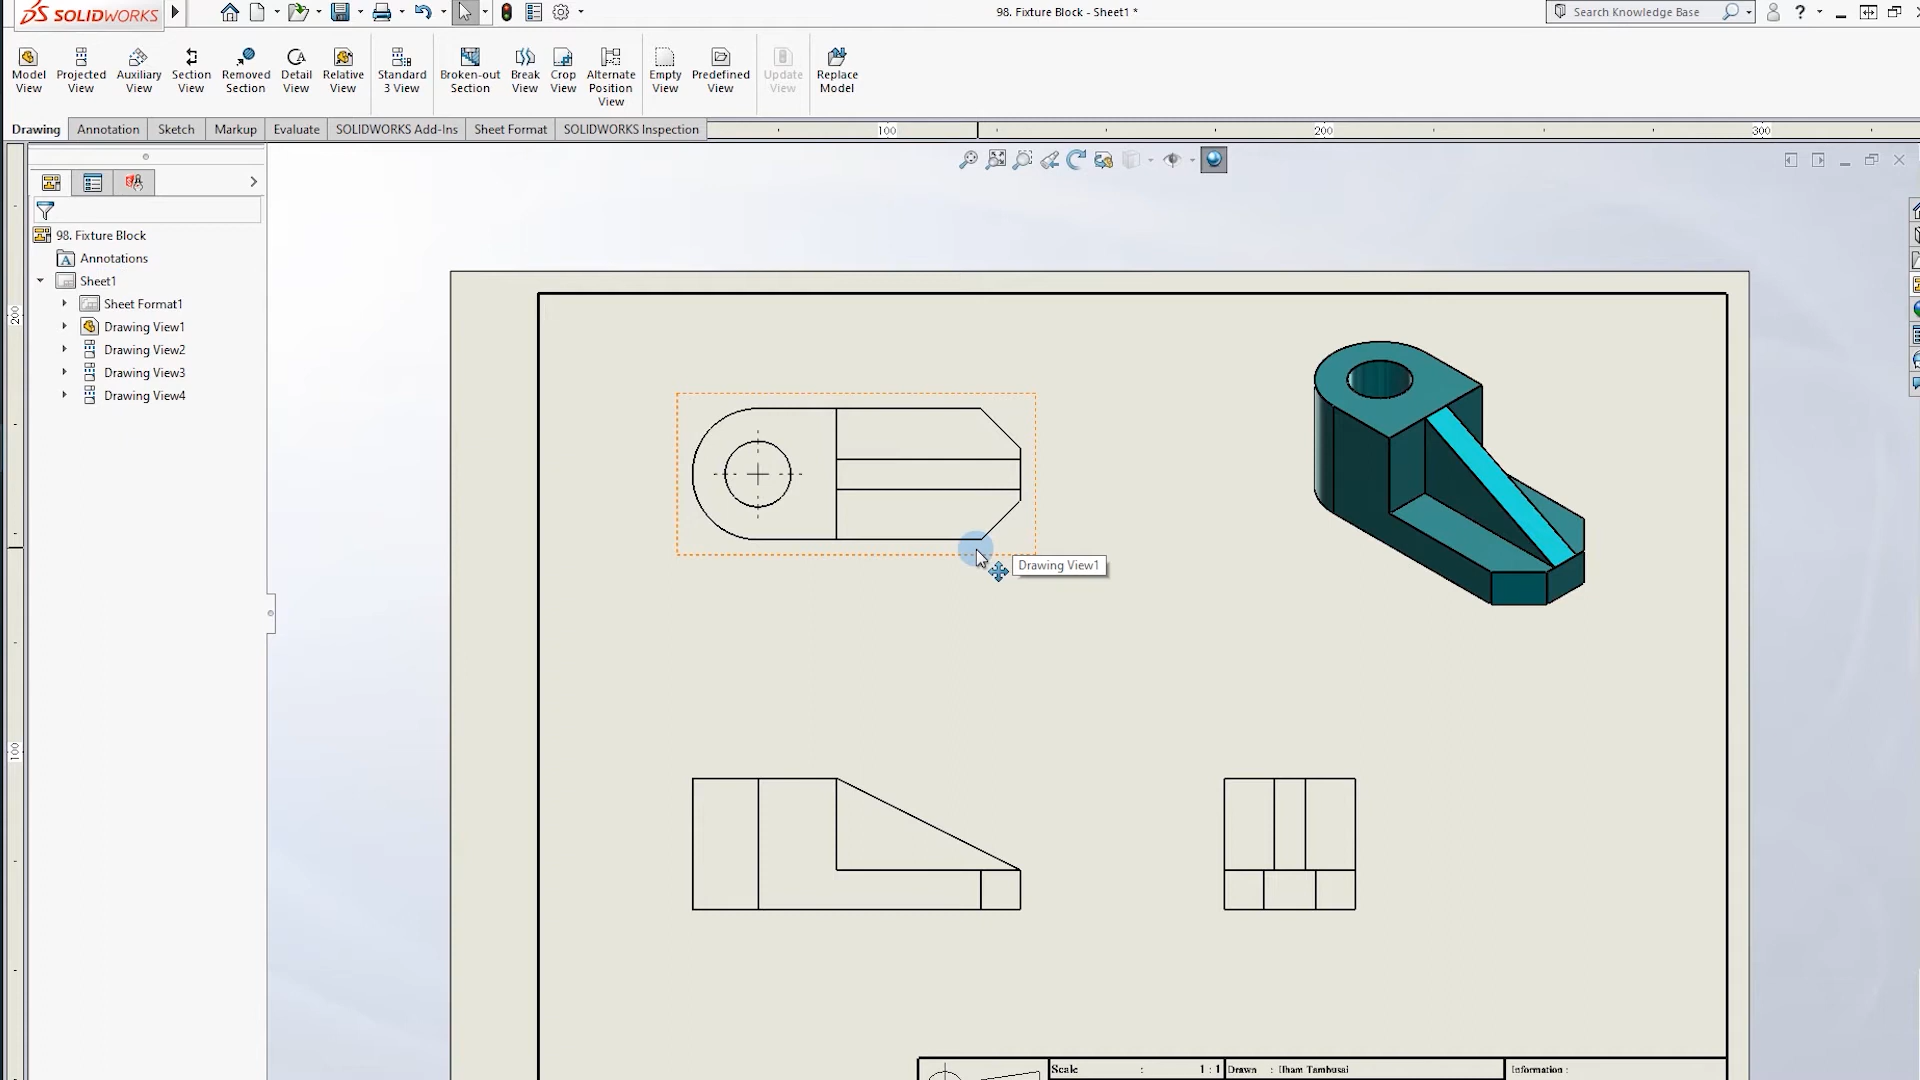 SOLIDWORKS
98. Fixture Block - Sheet1 *
Search Knowledge Base
?
Model View
Projected View
Auxiliary View
Section View
Removed Section
Detail View
Relative View
Standard 3 View
Broken-out Section
Break View
Crop View
Alternate Position View
Empty View
Predefined View
Update View
Replace Model
Drawing
Annotation
Sketch
Markup
Evaluate
SOLIDWORKS Add-Ins
Sheet Format
SOLIDWORKS Inspection
100
200
300
98. Fixture Block
A Annotations
Sheet1
Sheet Format1
Drawing View1
Drawing View2
Drawing View3
Drawing View4
200
100
Drawing View1
Scale : 1 : 1
Drawn : Ilham Tambusai
Information :